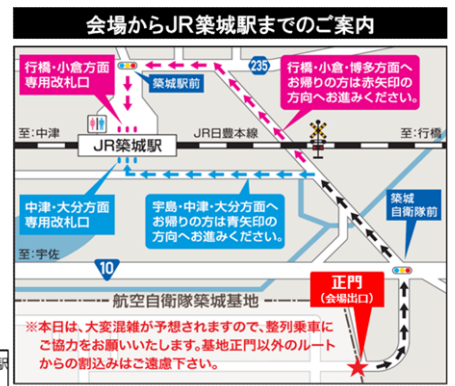 会場からJR築城駅までのご案内
行橋・小倉方面
専用改札口
築城駅前
235
行橋・小倉・博多方面へ
お帰りの方は赤矢印の
方向へお進みください。
至:中津
JR日豊本線
至:行橋
JR築城駅
中津・大分方面
専用改札口
宇島・中津・大分方面へ
お帰りの方は青矢印の
方向へお進みください。
築城
自衛隊前
至:宇佐
10
正門
(会場出口)
航空自衛隊築城基地
※本日は、大変混雑が予想されますので、整列乗車に
ご協力をお願いいたします。基地正門以外のルート
からの割込みはご遠慮下さい。
駅